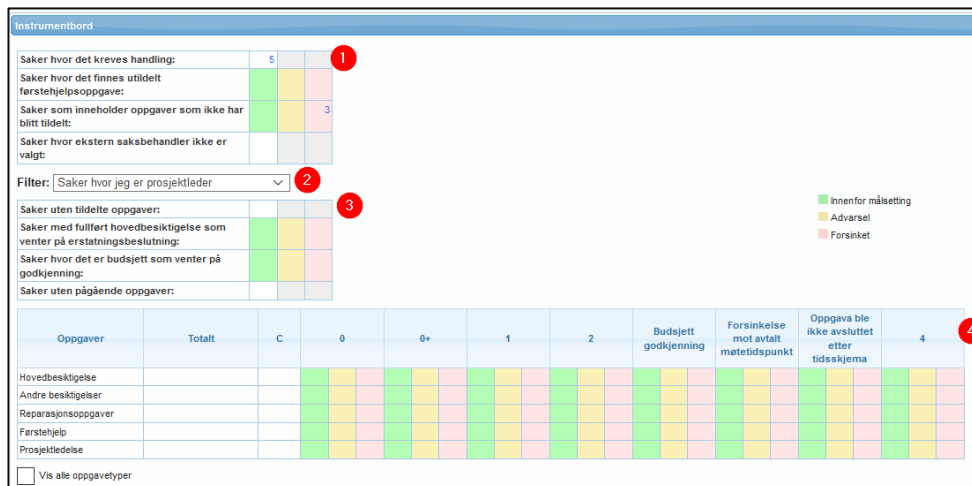 Instrumentbord
Saker hvor det kreves handling: 5 1
Saker hvor det finnes utildelt
førstehjelpsoppgave:
Saker som inneholder oppgaver som ikke har 3
blitt tildelt:
Saker hvor ekstern saksbehandler ikke er
valgt:
Filter: Saker hvor jeg er prosjektleder 2
3
Saker uten tildelte oppgaver:
Saker med fullført hovedbesiktigelse som
venter på erstatningsbeslutning:
Saker hvor det er budsjett som venter på
godkjenning:
Saker uten pågående oppgaver:
Innenfor målsetting
Advarsel
Forsinket
Oppgaver Totalt C 0 0+ 1 2 Budsjett godkjenning Forsinkelse mot avtalt møtetidspunkt Oppgava ble ikke avsluttet etter tidsskjema 4 4
Hovedbesiktigelse
Andre besiktigelser
Reparasjonsoppgaver
Førstehjelp
Prosjektledelse
Vis alle oppgavetyper